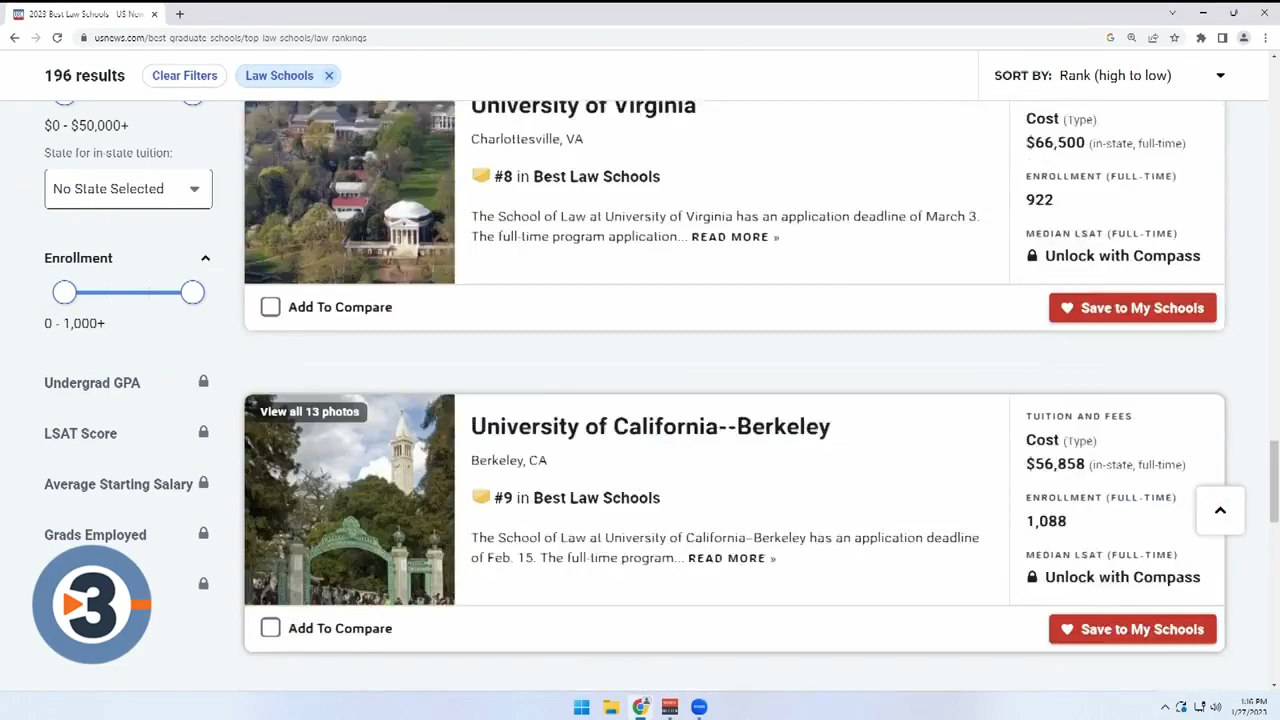 2023 Best Law Schools - US New
usnews.com/best-graduate-schools/top-law-schools/law-rankings
196 results
Clear Filters
Law Schools
SORT BY: Rank (high to low)
$0 - $50,000+
State for in-state tuition:
No State Selected
Enrollment
0 - 1,000+
Undergrad GPA
LSAT Score
Average Starting Salary
Grads Employed
3
University of Virginia
Charlottesville, VA
#8 in Best Law Schools
The School of Law at University of Virginia has an application deadline of March 3.
The full-time program application... READ MORE »
Cost (Type)
$66,500 (in-state, full-time)
ENROLLMENT (FULL-TIME)
922
MEDIAN LSAT (FULL-TIME)
Unlock with Compass
Add To Compare
Save to My Schools
View all 13 photos
University of California--Berkeley
Berkeley, CA
#9 in Best Law Schools
The School of Law at University of California--Berkeley has an application deadline
of Feb. 15. The full-time program... READ MORE »
TUITION AND FEES
Cost (Type)
$56,858 (in-state, full-time)
ENROLLMENT (FULL-TIME)
1,088
MEDIAN LSAT (FULL-TIME)
Unlock with Compass
Add To Compare
Save to My Schools
1:16 PM
1/27/2023